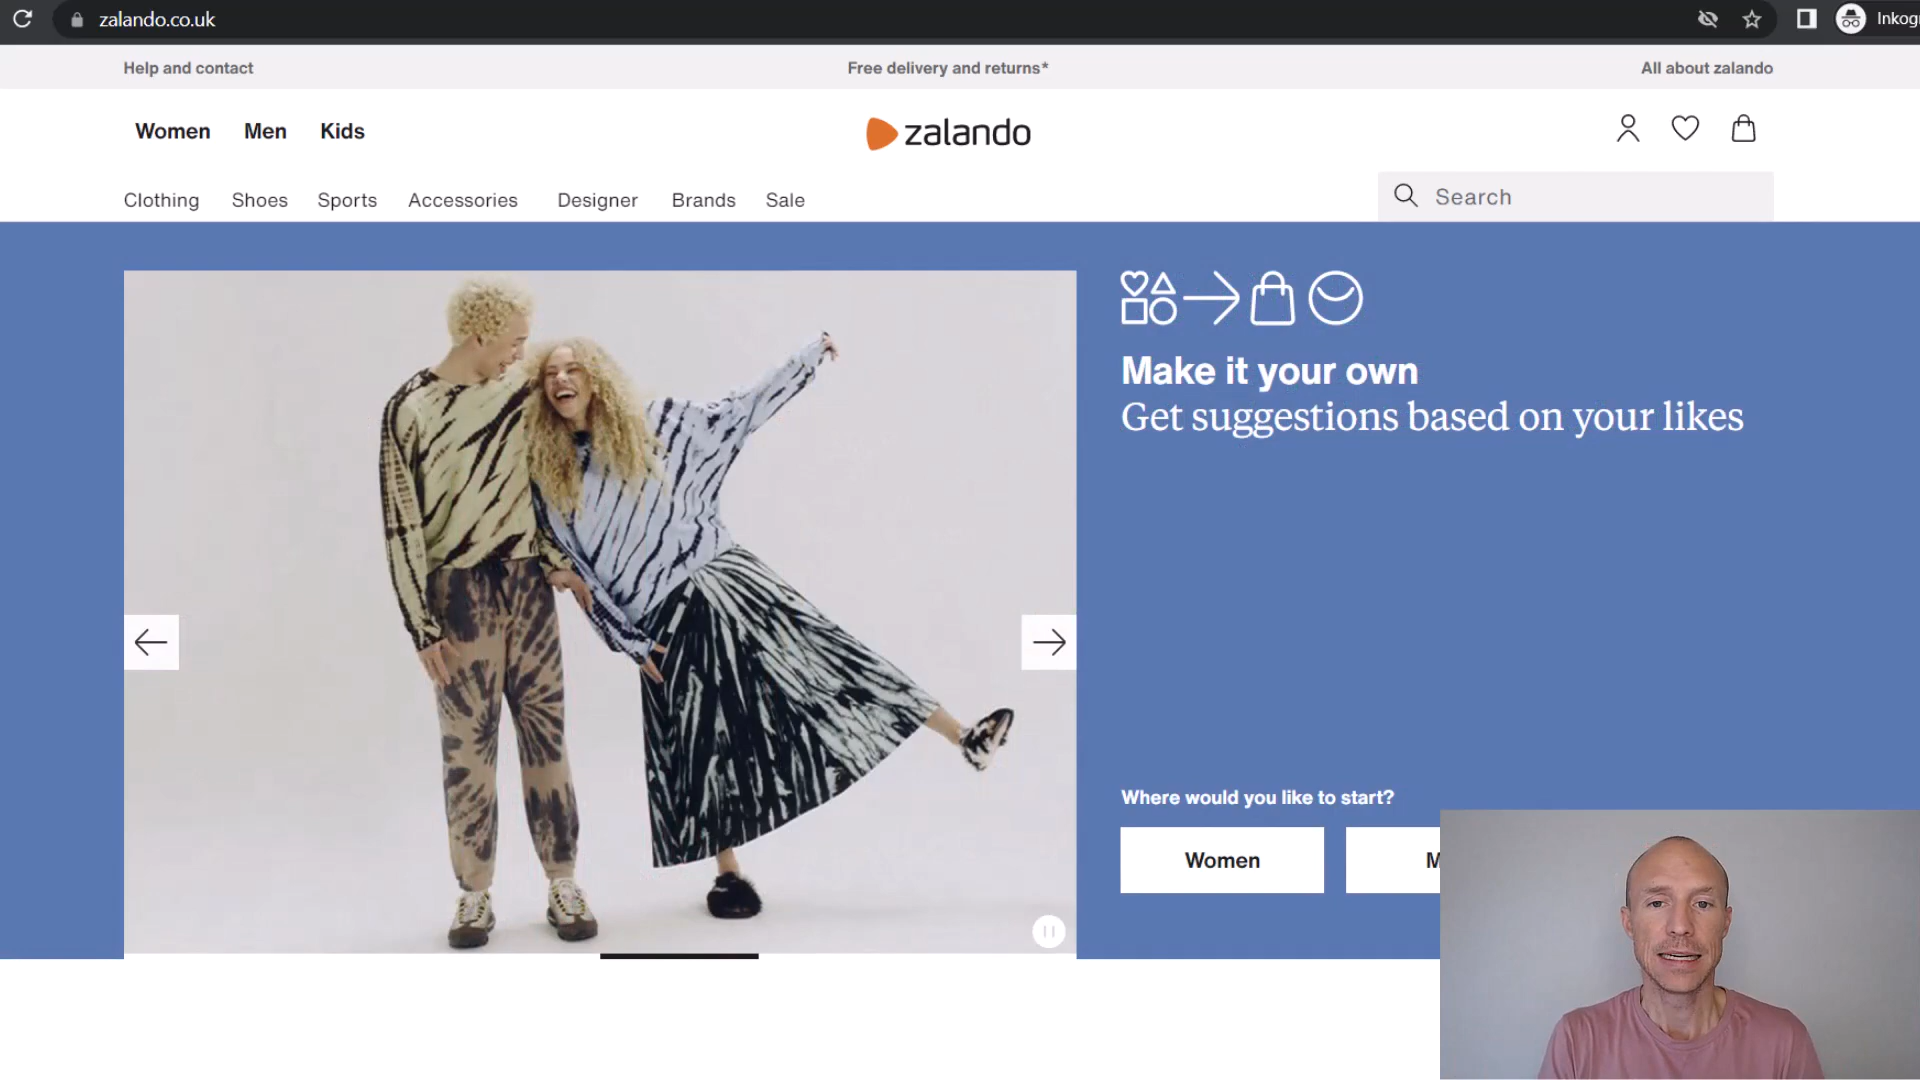 zalando.co.uk
Inkog
Help and contact
Free delivery and returns*
All about zalando
Women
Men
Kids
zalando
Clothing
Shoes
Sports
Accessories
Designer
Brands
Sale
Search
Make it your own
Get suggestions based on your likes
Where would you like to start?
Women
M